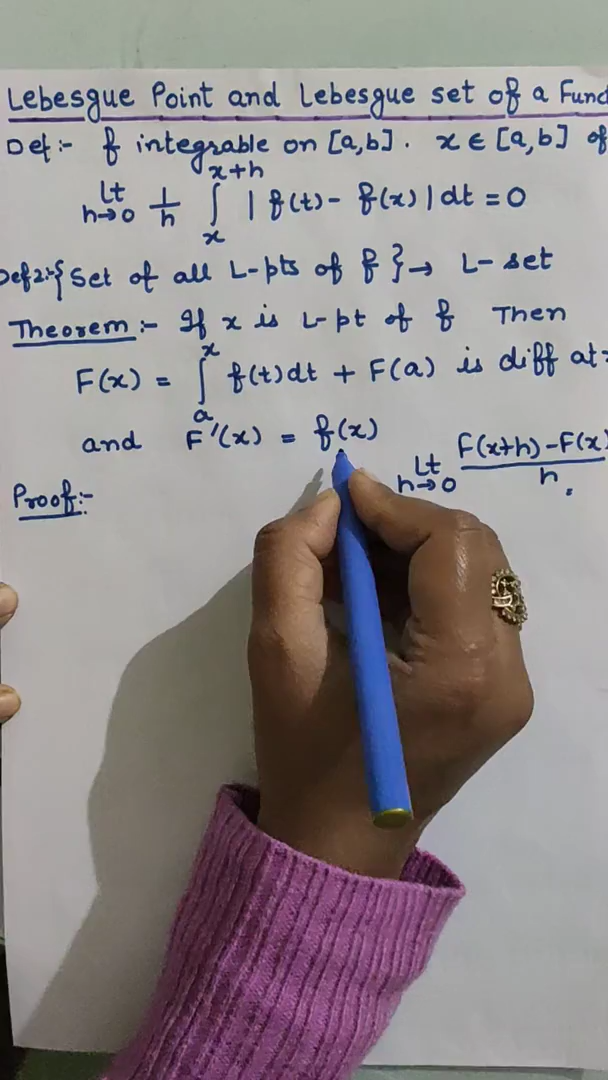 Lebesgue Point and Lebesgue set of a Func
Def:- f integrable on [a,b]. x ∈ [a,b] of
Lt h→0 1/h ∫ₓ^(x+h) | f(t) - f(x) | dt = 0
Def2:- {Set of all L-pts of f} → L-set
Theorem:- If x is L-pt of f Then
F(x) = ∫ₐ^x f(t)dt + F(a) is diff at x
and F'(x) = f(x)
Lt h→0 (F(x+h) - F(x))/h.
Proof:-